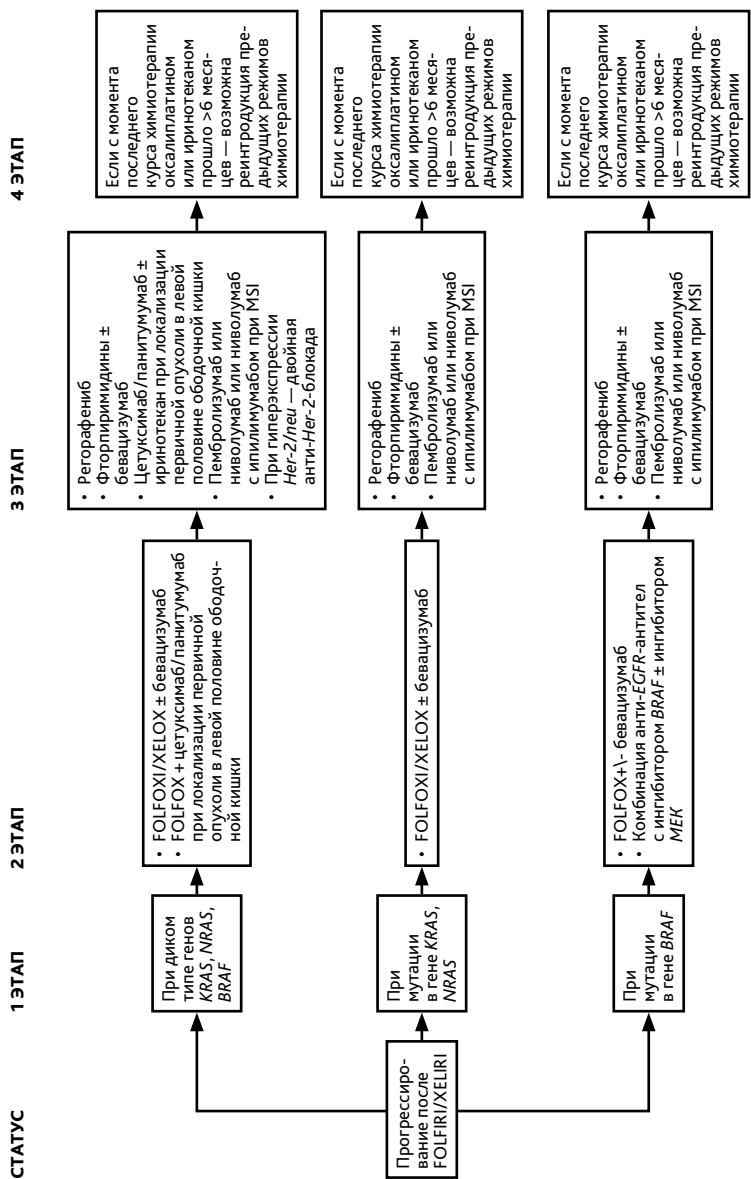 СТАТУС
1 ЭТАП
2 ЭТАП
3 ЭТАП
4 ЭТАП
Прогрессиро-
вание после
FOLFIRI/XELIRI
При диком
типе генов
KRAS, NRAS,
BRAF
• FOLFOXI/XELOX ± бевацизумаб
• FOLFOX + цетуксимаб/панитумумаб
при локализации первичной
опухоли в левой половине ободоч-
ной кишки
• Регорафениб
• Фторпиримидины ±
бевацизумаб
• Цетуксимаб/панитумумаб ±
иринотекан при локализации
первичной опухоли в левой
половине ободочной кишки
• Пембролизумаб или
ниволумаб или ниволумаб
с ипилимумабом при MSI
• При гиперэкспрессии
Her-2/neu — двойная
анти-Her-2-блокада
Если с момента
последнего
курса химиотерапии
оксалиплатином
или иринотеканом
прошло >6 меся-
цев — возможна
реинтродукция пре-
дыдущих режимов
химиотерапии
При
мутации
в гене KRAS,
NRAS
• FOLFOXI/XELOX ± бевацизумаб
• Регорафениб
• Фторпиримидины ±
бевацизумаб
• Пембролизумаб или
ниволумаб или ниволумаб
с ипилимумабом при MSI
Если с момента
последнего
курса химиотерапии
оксалиплатином
или иринотеканом
прошло >6 меся-
цев — возможна
реинтродукция пре-
дыдущих режимов
химиотерапии
При
мутации
в гене BRAF
• FOLFOX+\- бевацизумаб
• Комбинация анти-EGFR-антител
с ингибитором BRAF ± ингибитором
MEK
• Регорафениб
• Фторпиримидины ±
бевацизумаб
• Пембролизумаб или
ниволумаб или ниволумаб
с ипилимумабом при MSI
Если с момента
последнего
курса химиотерапии
оксалиплатином
или иринотеканом
прошло >6 меся-
цев — возможна
реинтродукция пре-
дыдущих режимов
химиотерапии